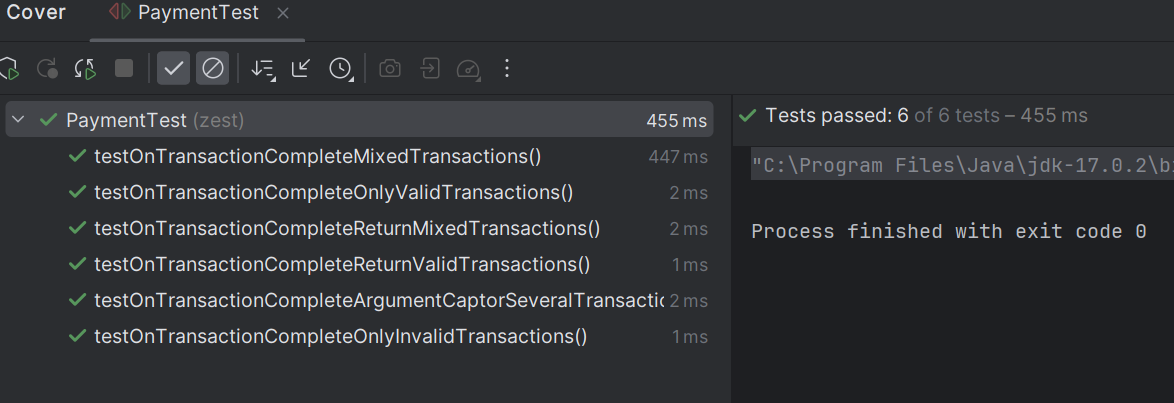 Cover PaymentTest
PaymentTest (zest) 455 ms
testOnTransactionCompleteMixedTransactions() 447 ms
testOnTransactionCompleteOnlyValidTransactions() 2 ms
testOnTransactionCompleteReturnMixedTransactions() 2 ms
testOnTransactionCompleteReturnValidTransactions() 1 ms
testOnTransactionCompleteArgumentCaptorSeveralTransactic 2 ms
testOnTransactionCompleteOnlyInvalidTransactions() 1 ms
Tests passed: 6 of 6 tests – 455 ms
"C:\Program Files\Java\jdk-17.0.2\bi
Process finished with exit code 0